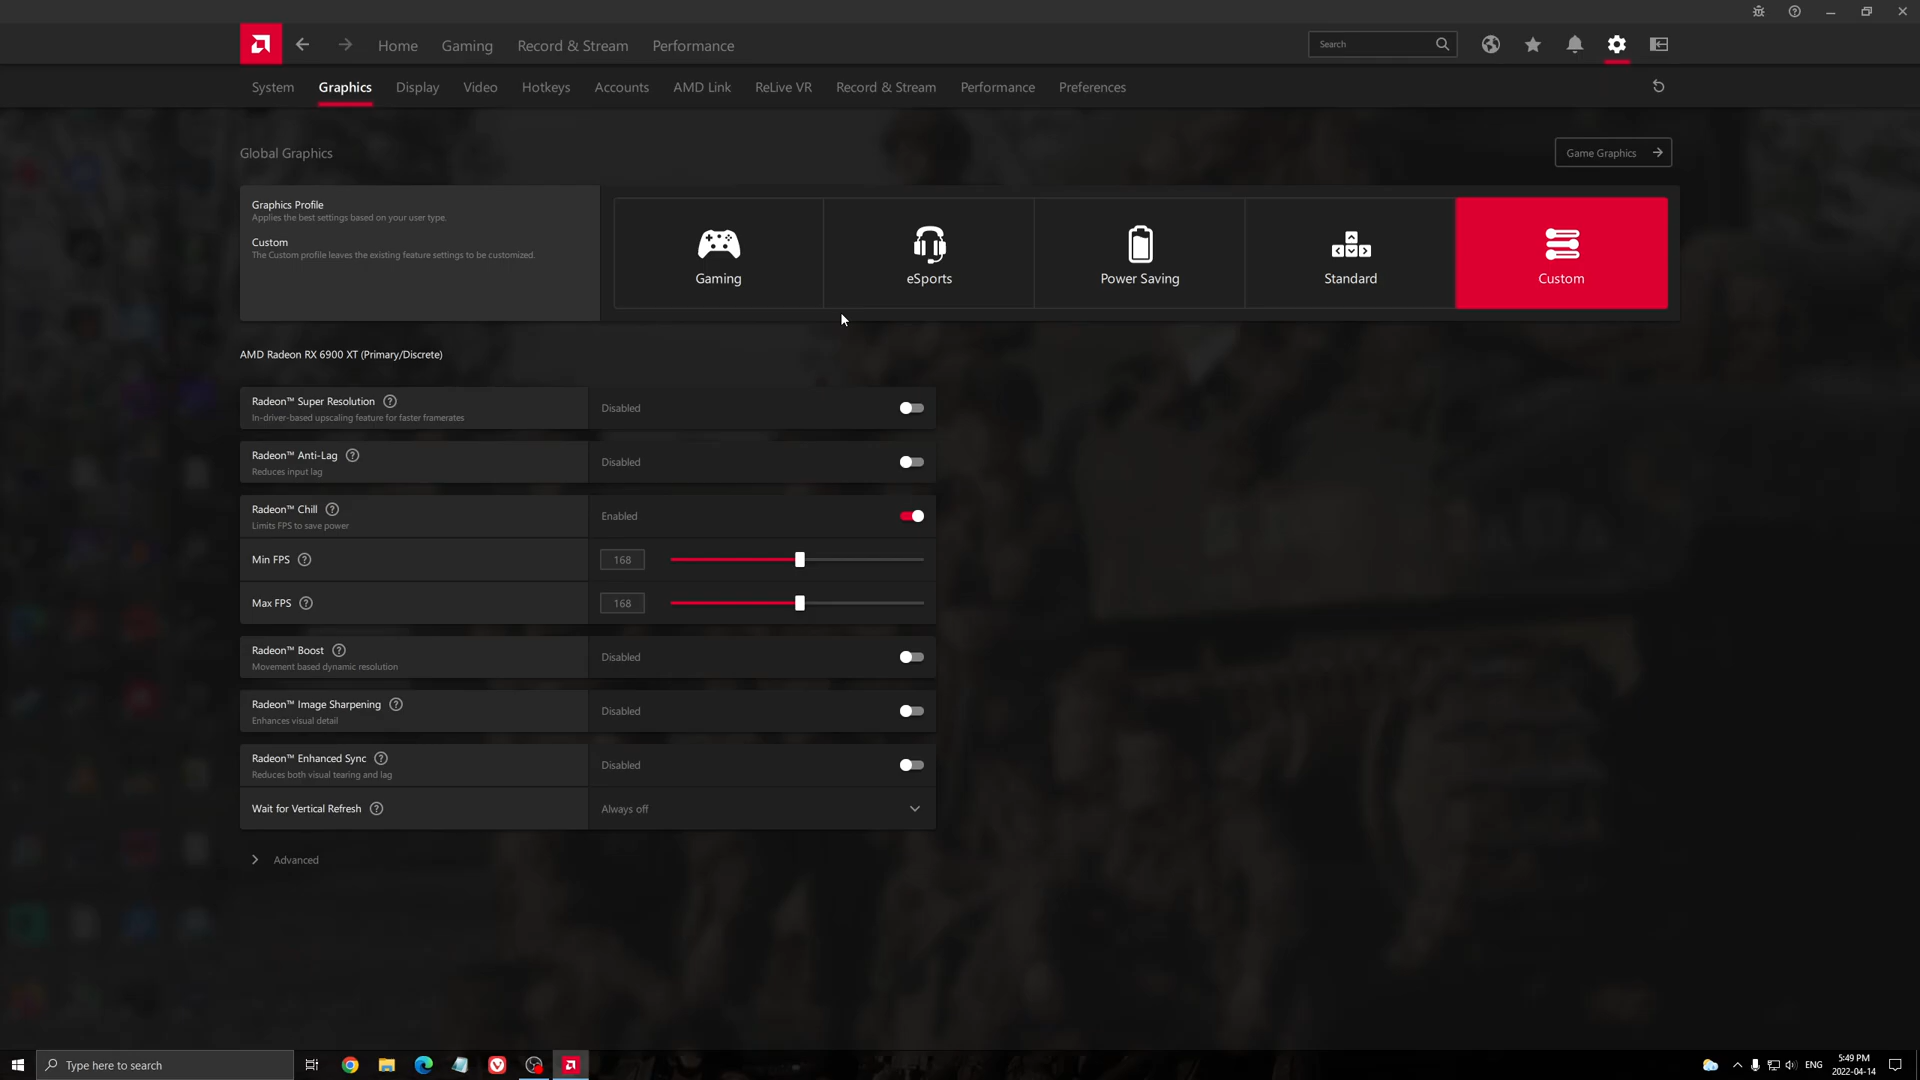 Home
Gaming
Record & Stream
Performance
Search
System
Graphics
Display
Video
Hotkeys
Accounts
AMD Link
ReLive VR
Record & Stream
Performance
Preferences
Global Graphics
Game Graphics
Graphics Profile
Applies the best settings based on your user type.
Custom
The Custom profile leaves the existing feature settings to be customized.
Gaming
eSports
Power Saving
Standard
Custom
AMD Radeon RX 6900 XT (Primary/Discrete)
Radeon™ Super Resolution
In-driver-based upscaling feature for faster framerates
Disabled
Radeon™ Anti-Lag
Reduces input lag
Disabled
Radeon™ Chill
Limits FPS to save power
Enabled
Min FPS
168
Max FPS
168
Radeon™ Boost
Movement based dynamic resolution
Disabled
Radeon™ Image Sharpening
Enhances visual detail
Disabled
Radeon™ Enhanced Sync
Reduces both visual tearing and lag
Disabled
Wait for Vertical Refresh
Always off
Advanced
Type here to search
ENG
5:49 PM
2022-04-14